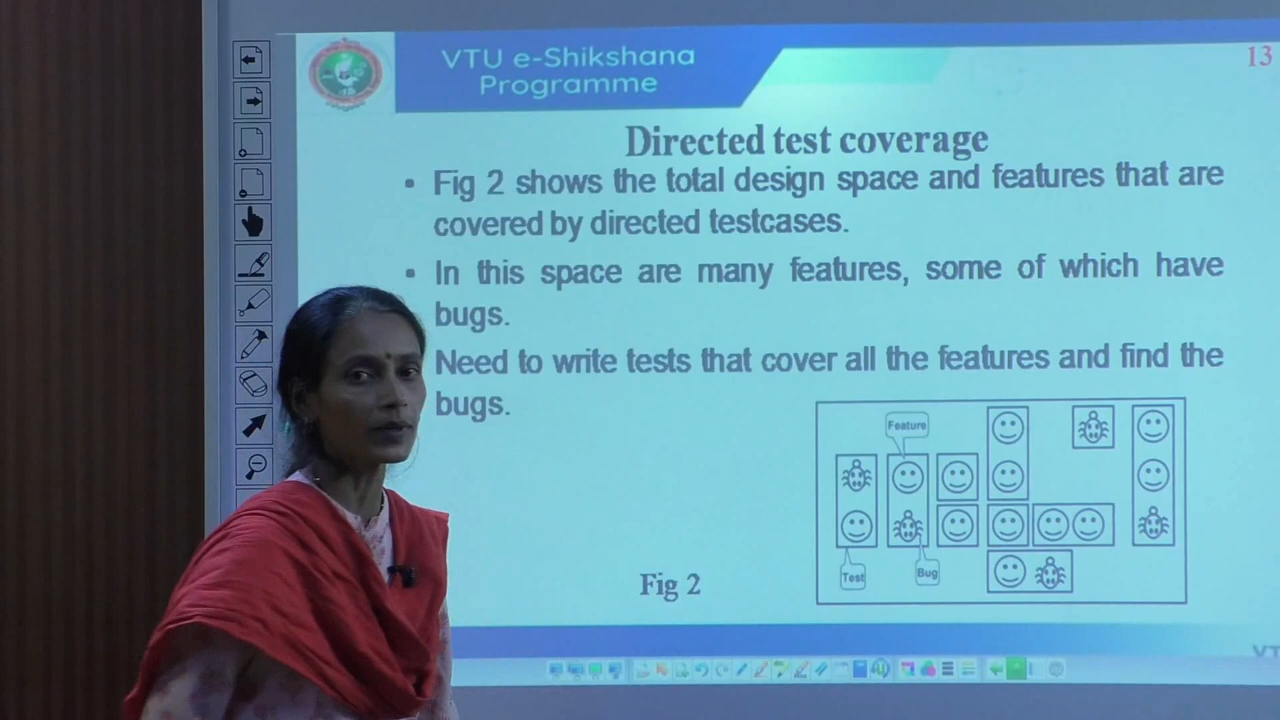 VTU e-Shikshana
Programme
13
Directed test coverage
• Fig 2 shows the total design space and features that are
covered by directed testcases.
• In this space are many features, some of which have
bugs.
Need to write tests that cover all the features and find the
bugs.
Feature
Test
Bug
Fig 2
VT